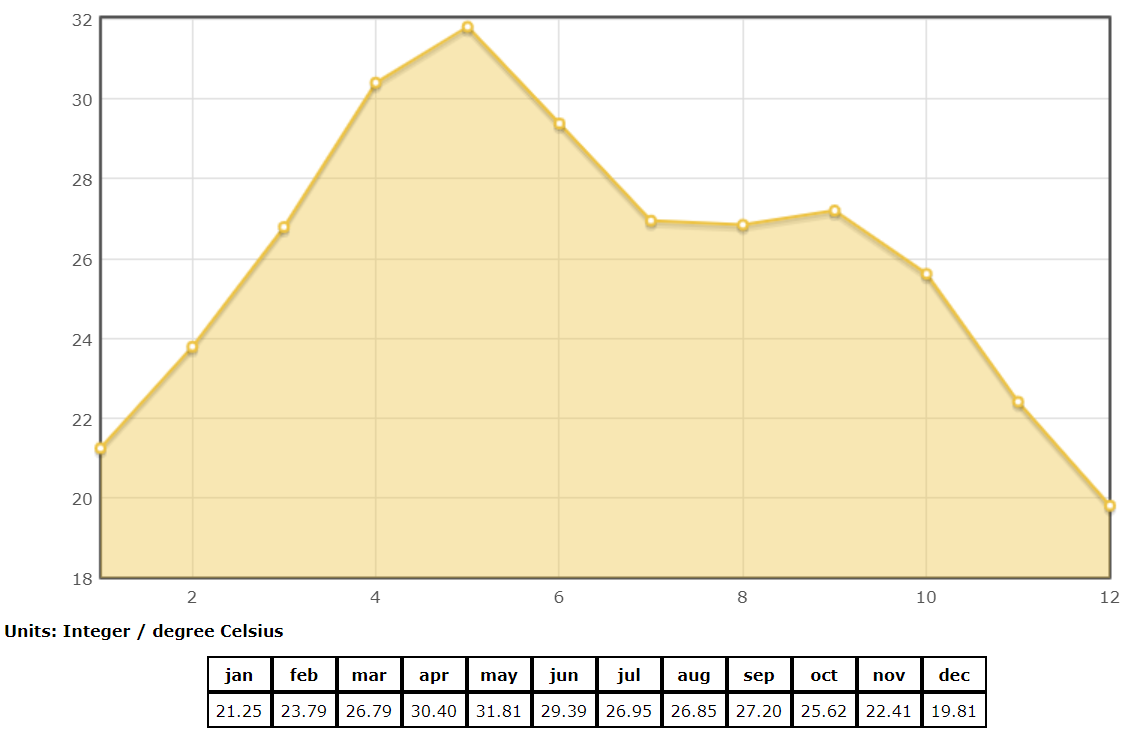 32
30
28
26
24
22
20
18
2 4 6 8 10 12
Units: Integer / degree Celsius
jan feb mar apr may jun jul aug sep oct nov dec
21.25 23.79 26.79 30.40 31.81 29.39 26.95 26.85 27.20 25.62 22.41 19.81